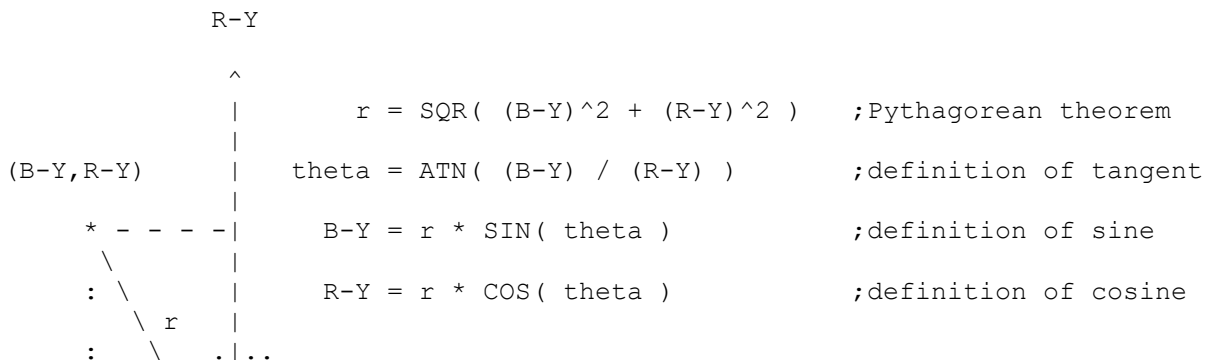 R-Y
^
| r = SQR( (B-Y)^2 + (R-Y)^2 ) ;Pythagorean theorem
|
(B-Y,R-Y) | theta = ATN( (B-Y) / (R-Y) ) ;definition of tangent
|
* - - - -| B-Y = r * SIN( theta ) ;definition of sine
\ |
: \ | R-Y = r * COS( theta ) ;definition of cosine
\ r |
: \ .|..